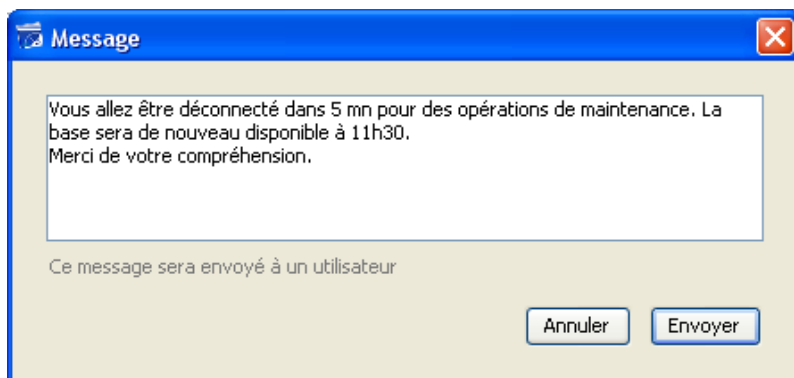 Message
Vous allez être déconnecté dans 5 mn pour des opérations de maintenance. La
base sera de nouveau disponible à 11h30.
Merci de votre compréhension.
Ce message sera envoyé à un utilisateur
Annuler
Envoyer